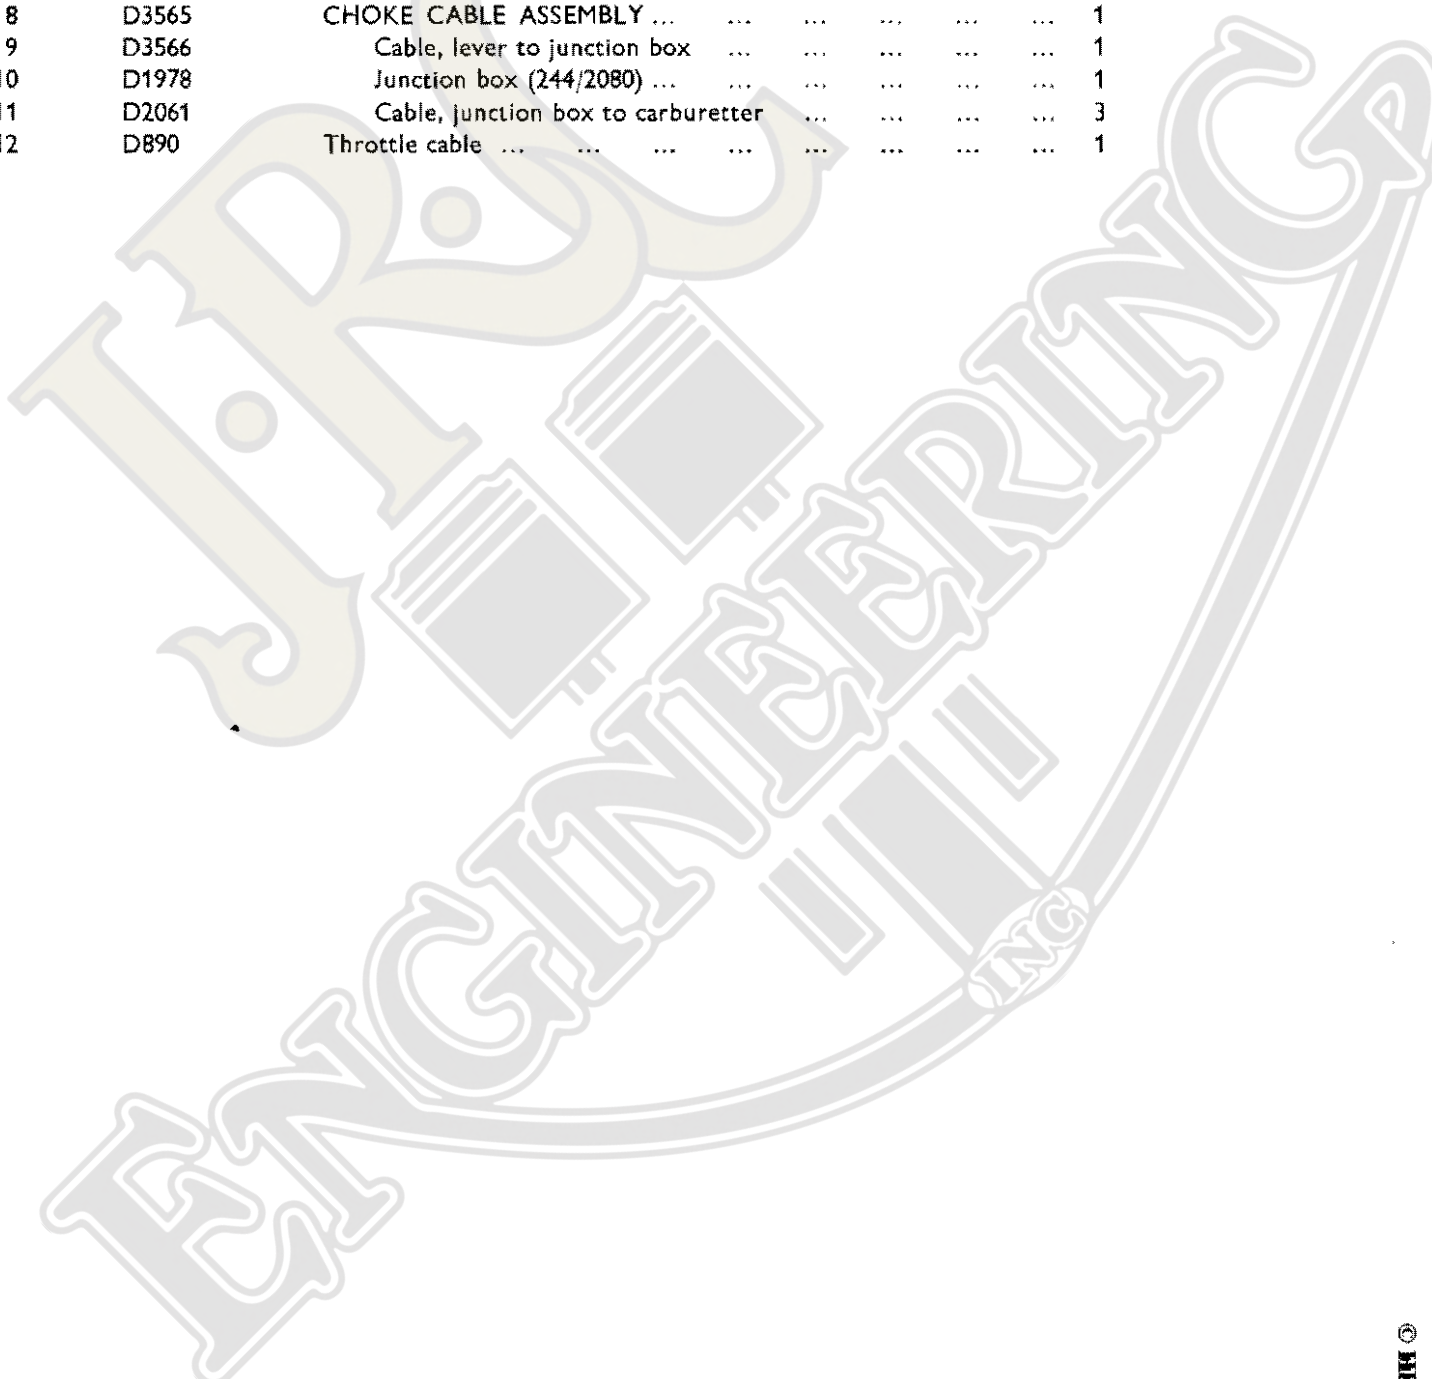 8 D3565 CHOKE CABLE ASSEMBLY ... ... ... ... ... ... 1
9 D3566 Cable, lever to junction box ... ... ... ... ... 1
10 D1978 Junction box (244/2080) ... ... ... ... ... ... 1
11 D2061 Cable, junction box to carburetter ... ... ... ... 3
12 D890 Throttle cable ... ... ... ... ... ... ... ... 1
JRC
ENGINEERING
INC
©